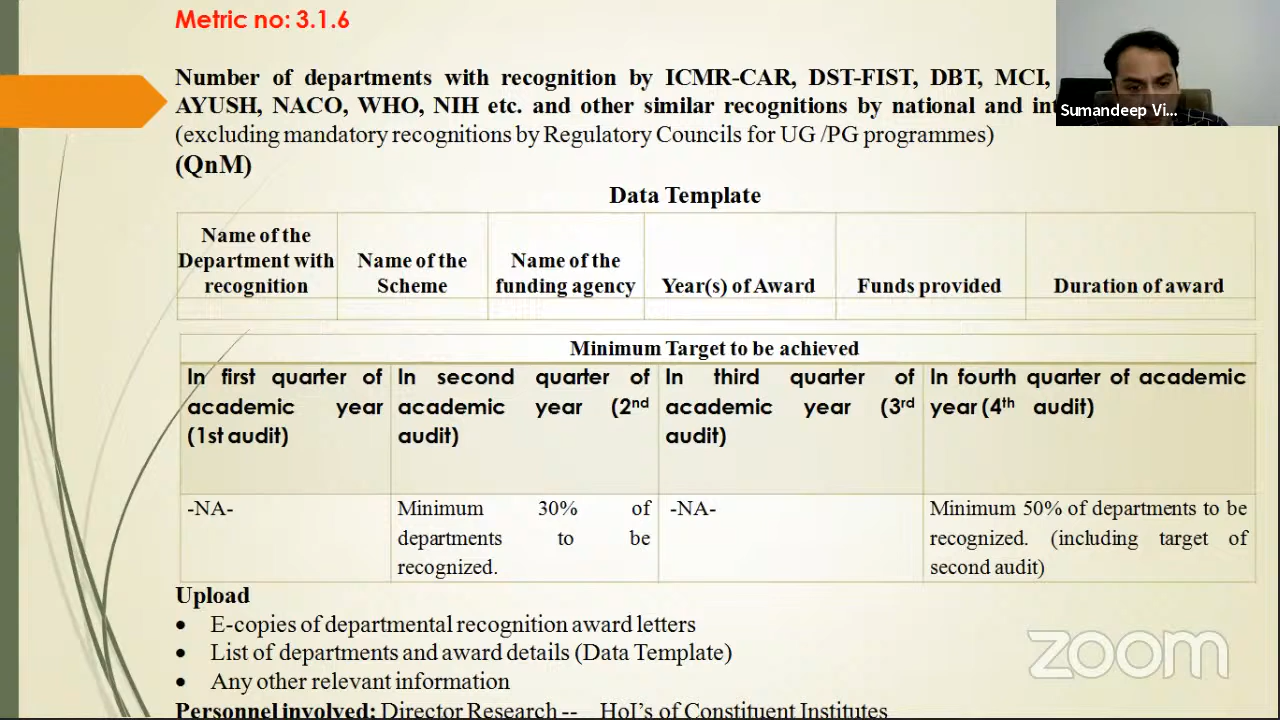 Metric no: 3.1.6
Number of departments with recognition by ICMR-CAR, DST-FIST, DBT, MCI,
AYUSH, NACO, WHO, NIH etc. and other similar recognitions by national and
(excluding mandatory recognitions by Regulatory Councils for UG /PG programmes)
(QnM)
Sumandeep Vi...
Data Template
Name of the Department with recognition
Name of the Scheme
Name of the funding agency
Year(s) of Award
Funds provided
Duration of award
Minimum Target to be achieved
In first quarter of academic year (1st audit)
In second quarter of academic year (2nd audit)
In third quarter of academic year (3rd audit)
In fourth quarter of academic year (4th audit)
-NA-
Minimum 30% of departments to be recognized.
-NA-
Minimum 50% of departments to be recognized. (including target of second audit)
Upload
• E-copies of departmental recognition award letters
• List of departments and award details (Data Template)
• Any other relevant information
Personnel involved: Director Research -- HoI's of Constituent Institutes
zoom